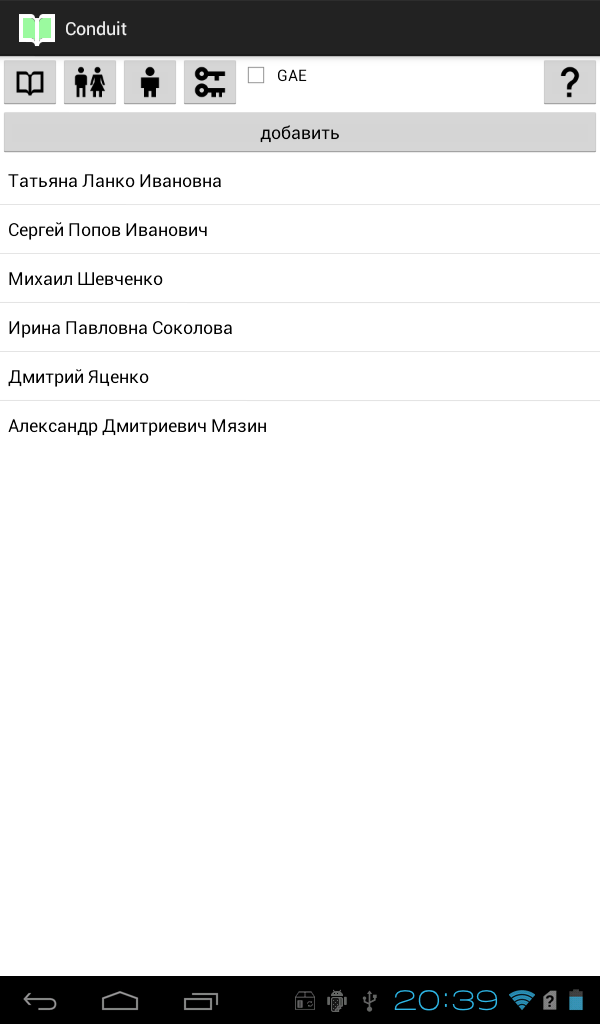 Conduit
GAE
?
добавить
Татьяна Ланко Ивановна
Сергей Попов Иванович
Михаил Шевченко
Ирина Павловна Соколова
Дмитрий Яценко
Александр Дмитриевич Мязин
20:39